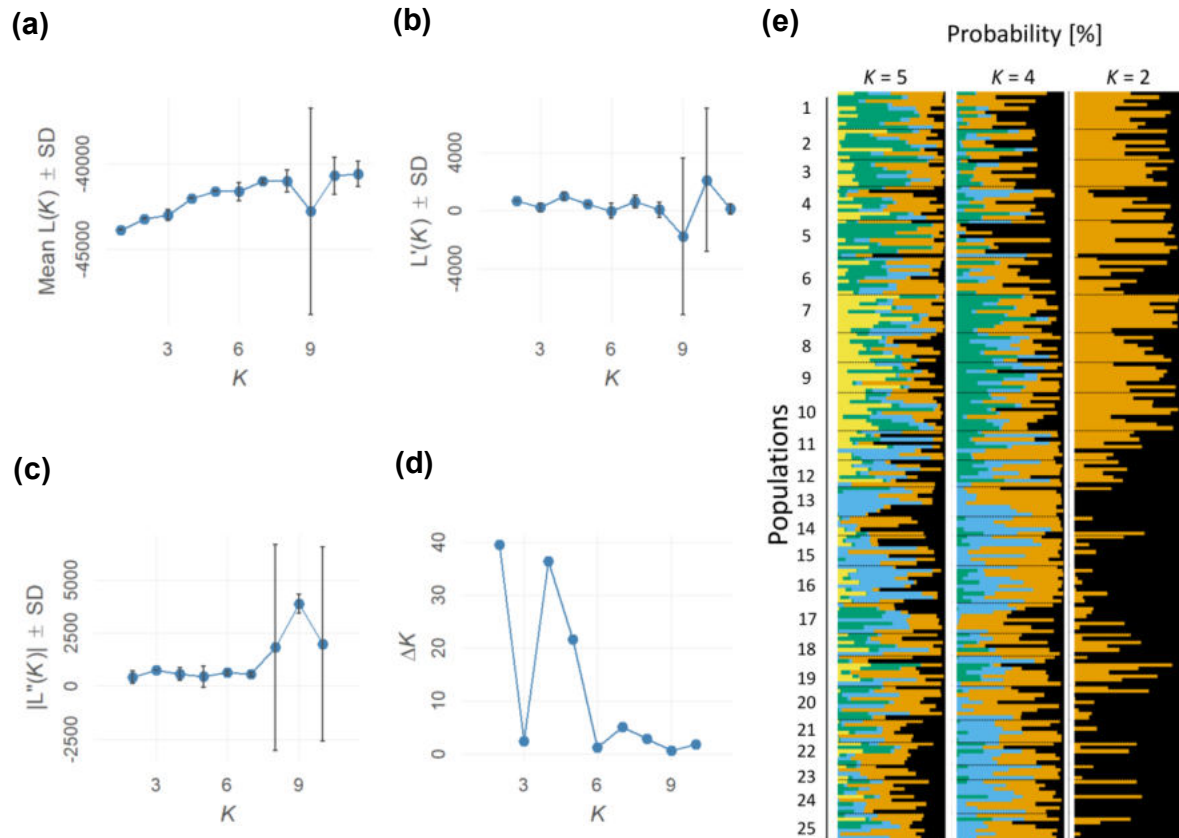 (a)
Mean L(K) ± SD
-40000
-45000
3
6
9
K
(b)
L'(K) ± SD
4000
0
-4000
3
6
9
K
(c)
|L"(K)| ± SD
5000
2500
0
-2500
3
6
9
K
(d)
ΔK
40
30
20
10
0
3
6
9
K
(e)
Probability [%]
K = 5
K = 4
K = 2
Populations
1
2
3
4
5
6
7
8
9
10
11
12
13
14
15
16
17
18
19
20
21
22
23
24
25